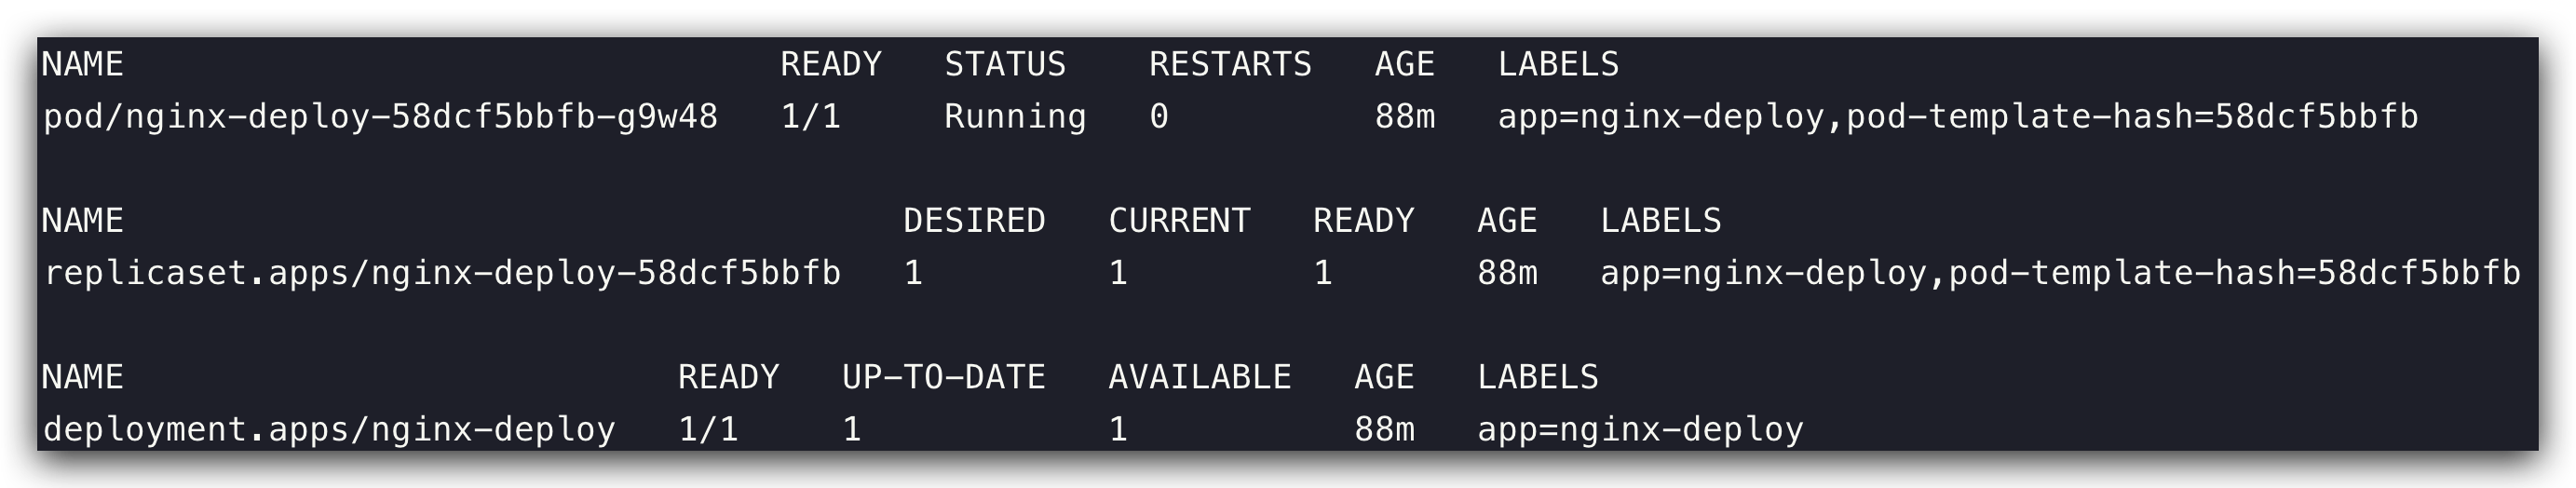 NAME READY STATUS RESTARTS AGE LABELS
pod/nginx-deploy-58dcf5bbfb-g9w48 1/1 Running 0 88m app=nginx-deploy,pod-template-hash=58dcf5bbfb
NAME DESIRED CURRENT READY AGE LABELS
replicaset.apps/nginx-deploy-58dcf5bbfb 1 1 1 88m app=nginx-deploy,pod-template-hash=58dcf5bbfb
NAME READY UP-TO-DATE AVAILABLE AGE LABELS
deployment.apps/nginx-deploy 1/1 1 1 88m app=nginx-deploy